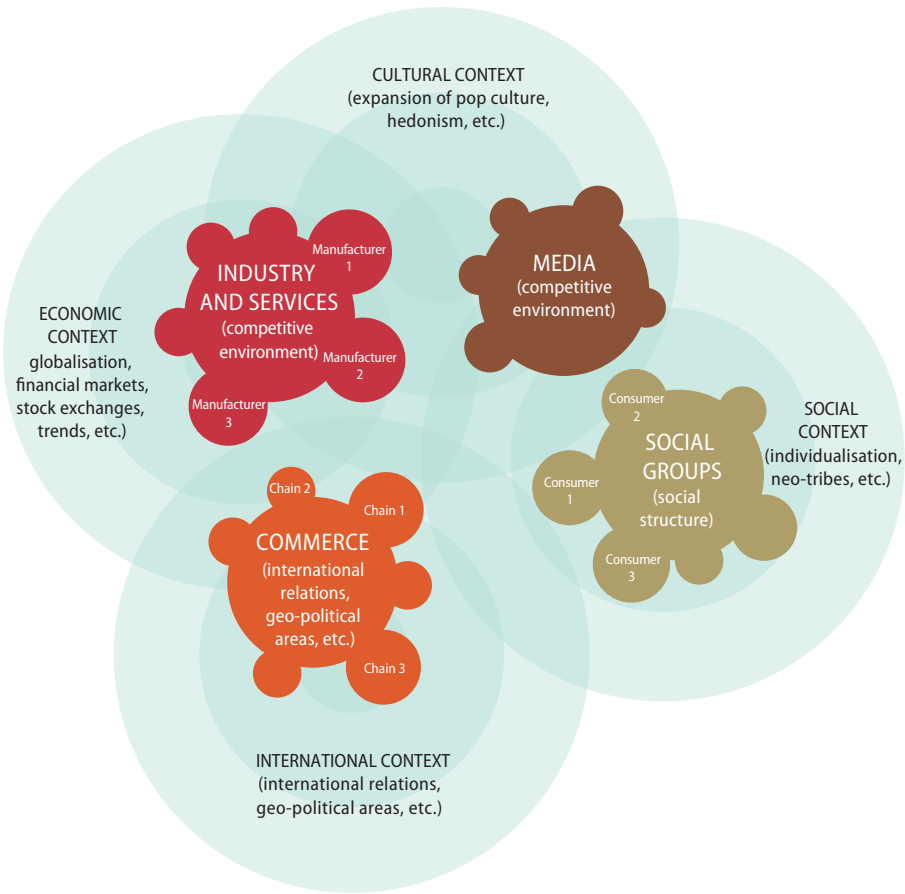 CULTURAL CONTEXT
(expansion of pop culture,
hedonism, etc.)
Manufacturer
1
INDUSTRY
AND SERVICES
(competitive
environment)
Manufacturer
2
Manufacturer
3
MEDIA
(competitive
environment)
ECONOMIC
CONTEXT
globalisation,
financial markets,
stock exchanges,
trends, etc.)
Consumer
2
SOCIAL
GROUPS
(social
structure)
Consumer
1
Consumer
3
SOCIAL
CONTEXT
(individualisation,
neo-tribes, etc.)
Chain 2
Chain 1
COMMERCE
(international
relations,
geo-political
areas, etc.)
Chain 3
INTERNATIONAL CONTEXT
(international relations,
geo-political areas, etc.)